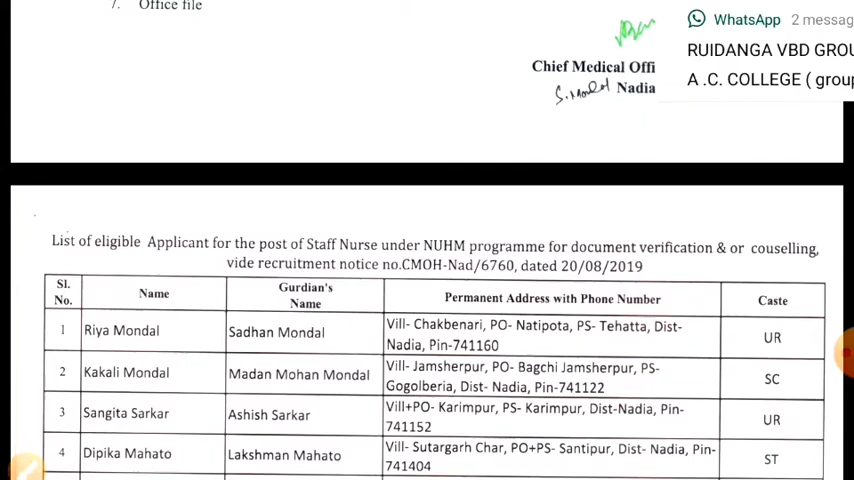 7. Office file
WhatsApp 2 messag
RUIDANGA VBD GROU
A .C. COLLEGE ( group
Chief Medical Offi
Nadia
List of eligible Applicant for the post of Staff Nurse under NUHM programme for document verification & or couselling,
vide recruitment notice no.CMOH-Nad/6760, dated 20/08/2019
Sl. No. Name Gurdian's Name Permanent Address with Phone Number Caste
1 Riya Mondal Sadhan Mondal Vill- Chakbenari, PO- Natipota, PS- Tehatta, Dist-
Nadia, Pin-741160 UR
2 Kakali Mondal Madan Mohan Mondal Vill- Jamsherpur, PO- Bagchi Jamsherpur, PS-
Gogolberia, Dist- Nadia, Pin-741122 SC
3 Sangita Sarkar Ashish Sarkar Vill+PO- Karimpur, PS- Karimpur, Dist-Nadia, Pin-
741152 UR
4 Dipika Mahato Lakshman Mahato Vill- Sutargarh Char, PO+PS- Santipur, Dist- Nadia, Pin-
741404 ST